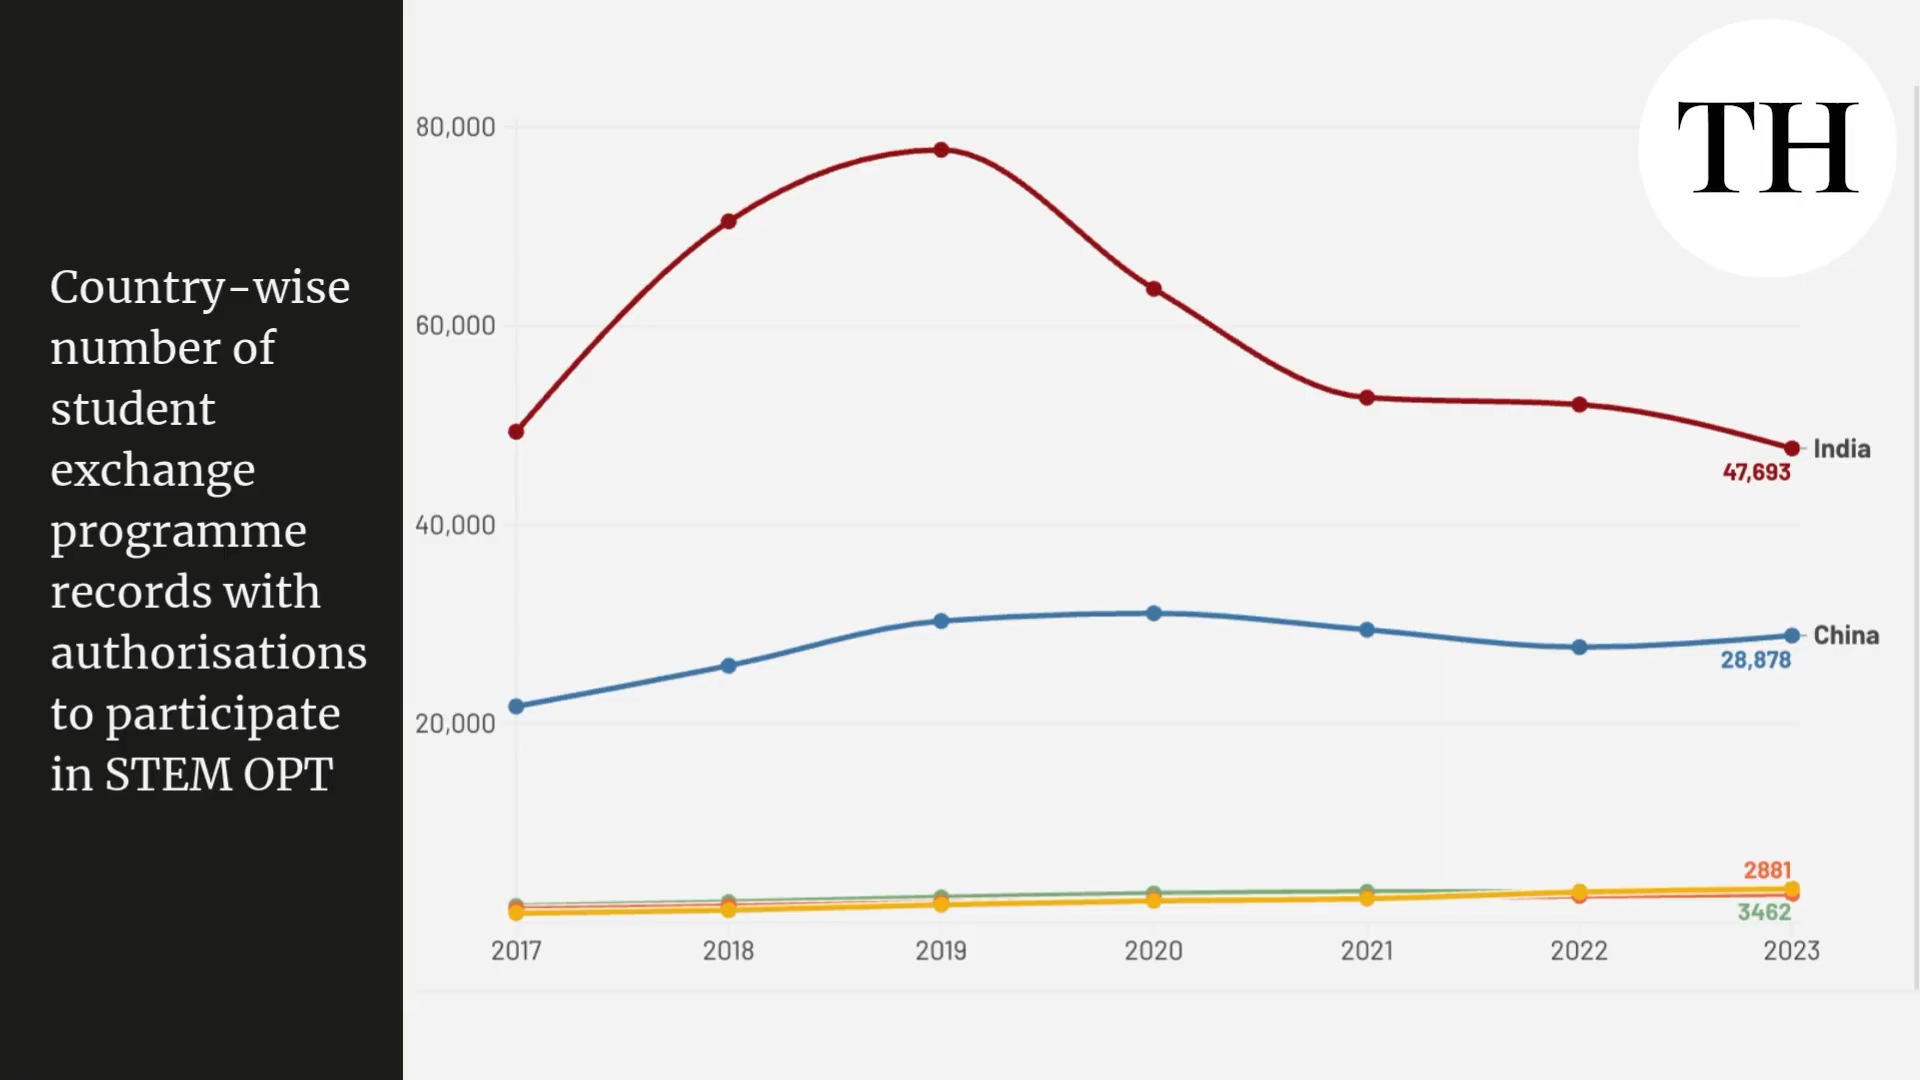 Country-wise
number of
student
exchange
programme
records with
authorisations
to participate
in STEM OPT
TH
80,000
60,000
40,000
20,000
India
47,693
China
28,878
2881
3462
2017 2018 2019 2020 2021 2022 2023